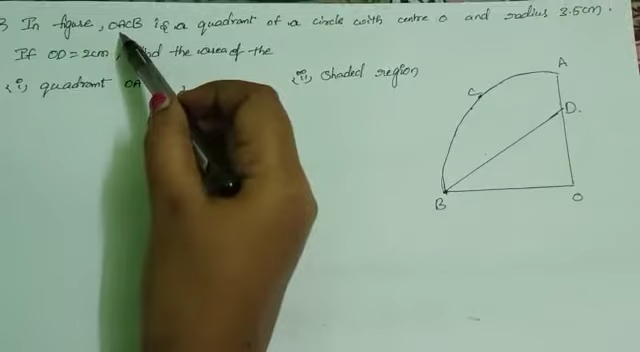 3 In figure, OACB is a quadrant of a circle with centre O and radius 3.5cm.
If OD = 2cm, find the area of the
(i) quadrant OA
(ii) Shaded region
A
C
D.
B
O